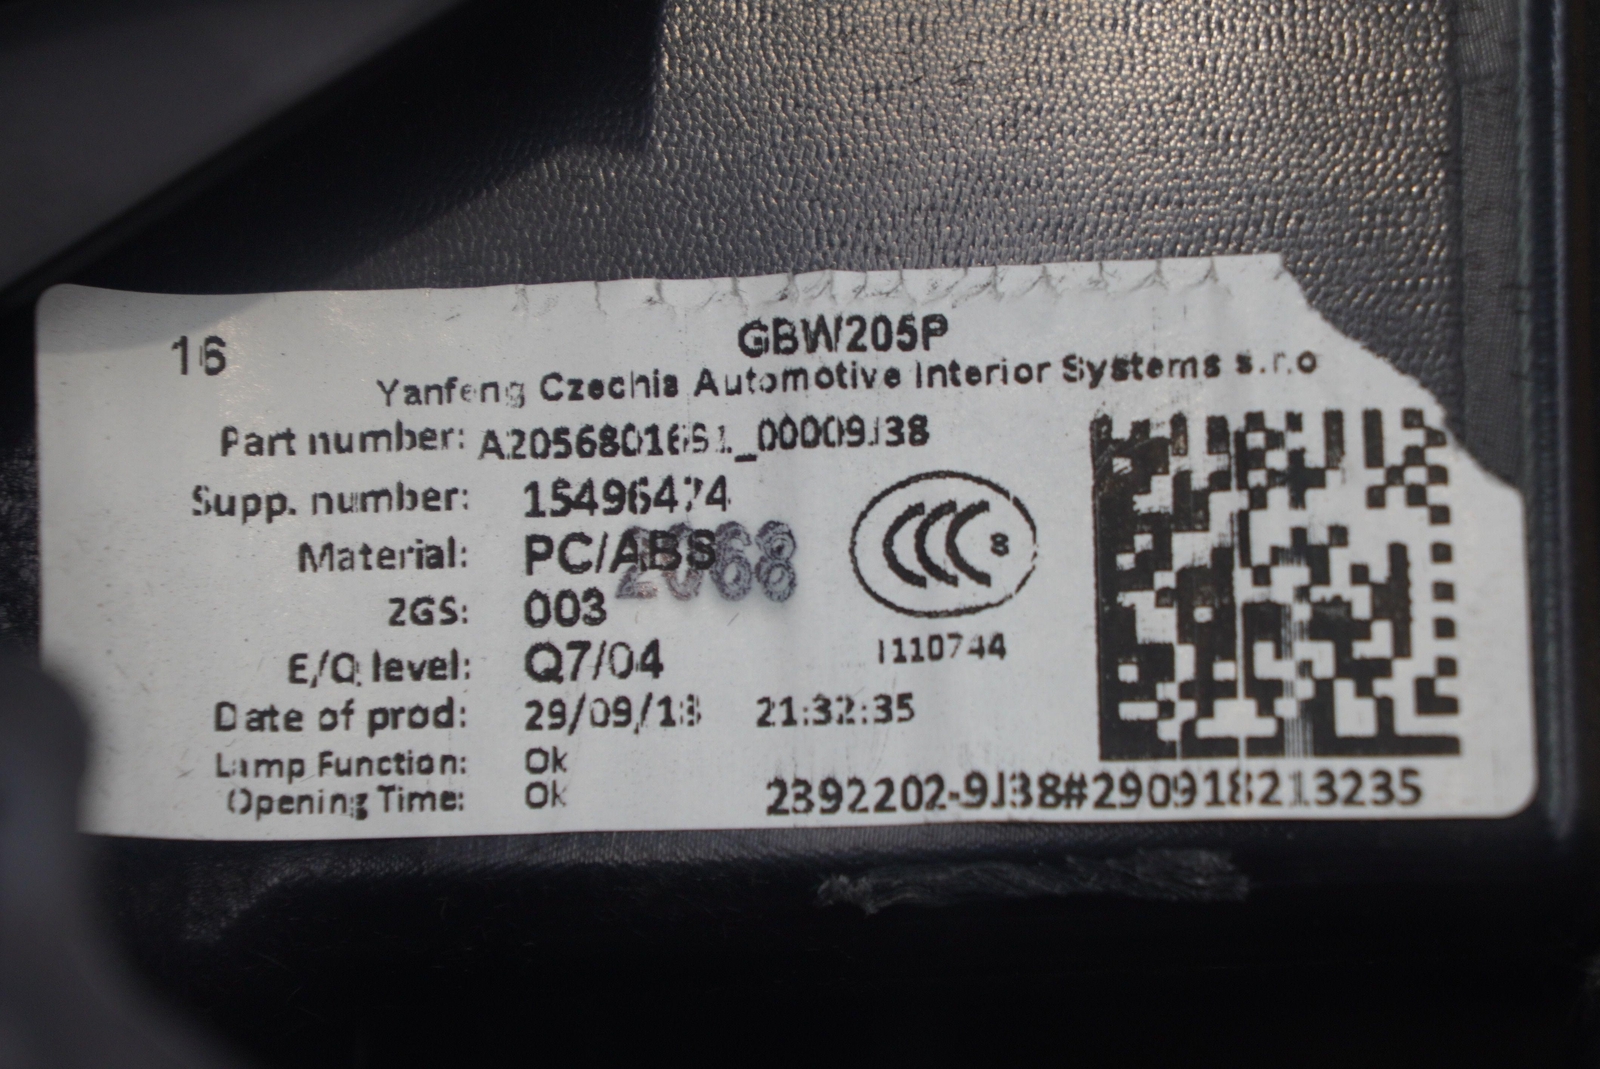 16
GBW205P
Yanfeng Czechia Automotive Interior Systems s.r.o
Part number:
Supp. number: 15496474
Material: PC/ABS
2068
ZGS: 003
8
E/Q level: Q7/04
1110744
Date of prod: 29/09/18 21:32:35
Lamp Function: Ok
Opening Time: Ok
2392202-9J38#290918213235